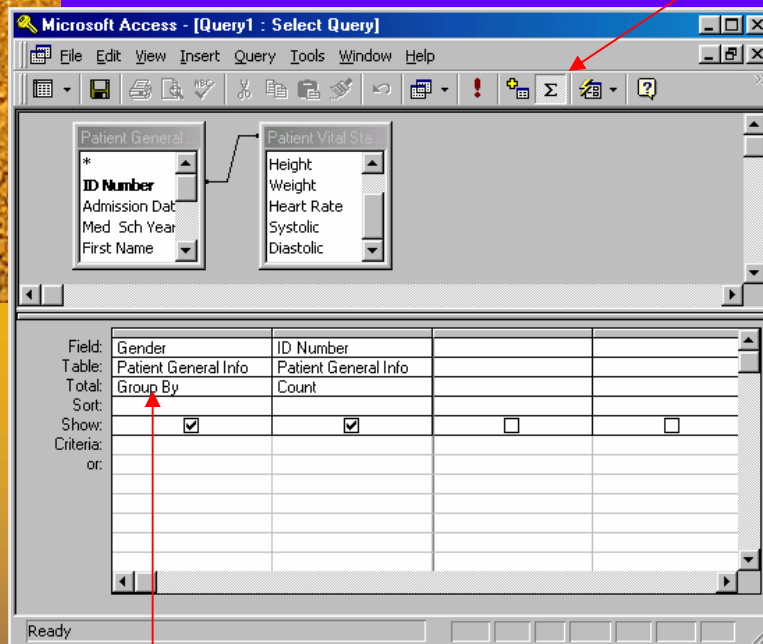 Microsoft Access - [Query1 : Select Query]
File Edit View Insert Query Tools Window Help
ABC
Σ
Patient General ...
Patient Vital Sta...
*
ID Number
Admission Dat
Med Sch Year
First Name
Height
Weight
Heart Rate
Systolic
Diastolic
Field: Gender ID Number
Table: Patient General Info Patient General Info
Total: Group By Count
Sort:
Show:
Criteria:
or:
Ready